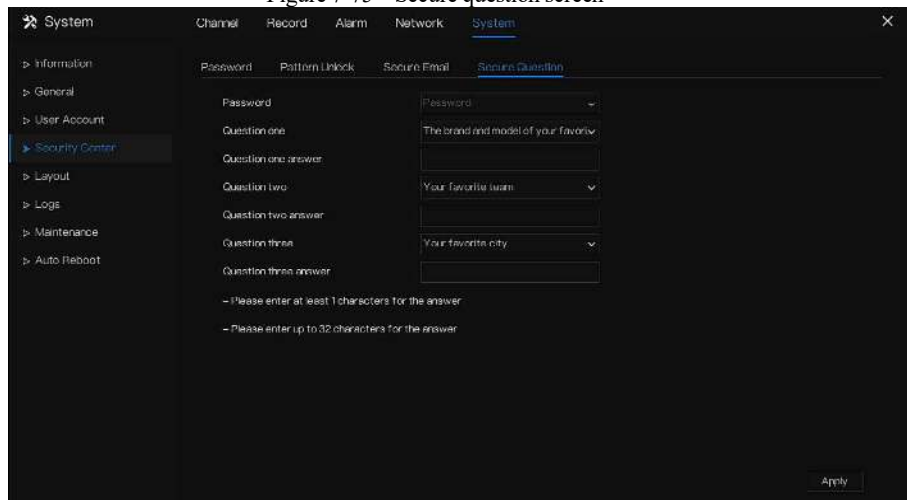 Figure 7-75 Secure question screen
System Channel Record Alarm Network System ×
Information
General
User Account
Security Center
Layout
Logs
Maintenance
Auto Reboot
Password Pattern Unlock Secure Email Secure Question
Password Password
Question one The brand and model of your favori
Question one answer
Question two Your favorite team
Question two answer
Question three Your favorite city
Question three answer
– Please enter at least 1 characters for the answer
– Please enter up to 32 characters for the answer
Apply